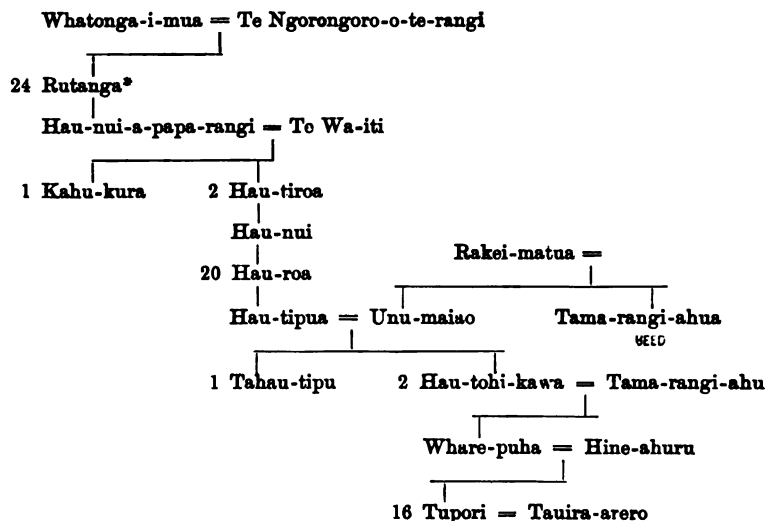 Whatonga-i-mua = Te Ngorongoro-o-te-rangi
24 Rutanga*
Hau-nui-a-papa-rangi = Te Wa-iti
1 Kahu-kura 2 Hau-tiroa
Hau-nui
Rakei-matua =
20 Hau-roa
Hau-tipua = Unu-maiao Tama-rangi-ahua
1 Tahau-tipu 2 Hau-tohi-kawa = Tama-rangi-ahu
Whare-puha = Hine-ahuru
16 Tupori = Tauira-arero